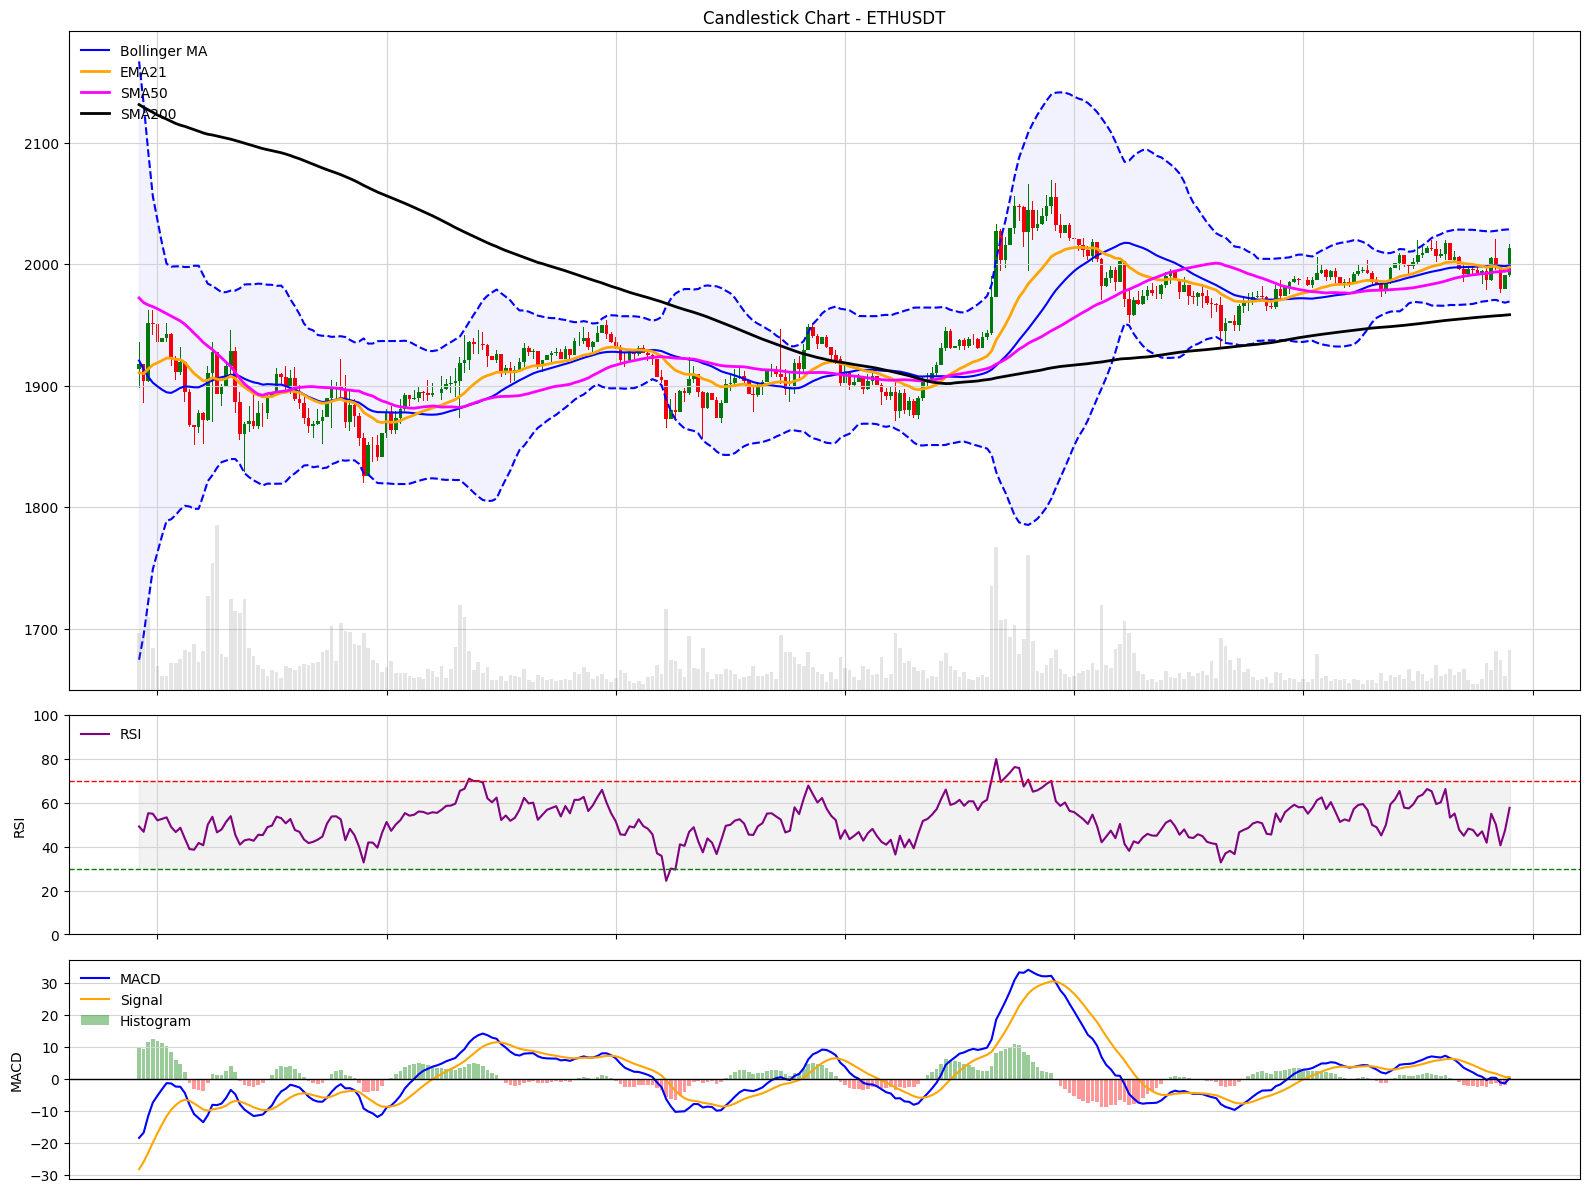 Candlestick Chart - ETHUSDT
Bollinger MA
EMA21
SMA50
SMA200
2100
2000
1900
1800
1700
RSI
RSI
100
80
60
40
20
0
MACD
Signal
Histogram
MACD
30
20
10
0
−10
−20
−30